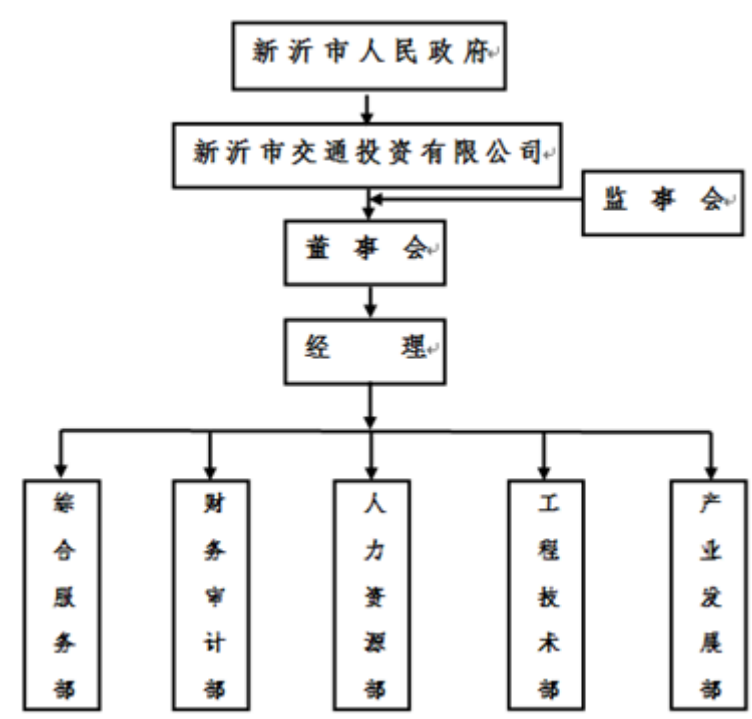 新沂市人民政府
新沂市交通投资有限公司
监事会
董事会
经理
综合服务部
财务审计部
人力资源部
工程技术部
产业发展部